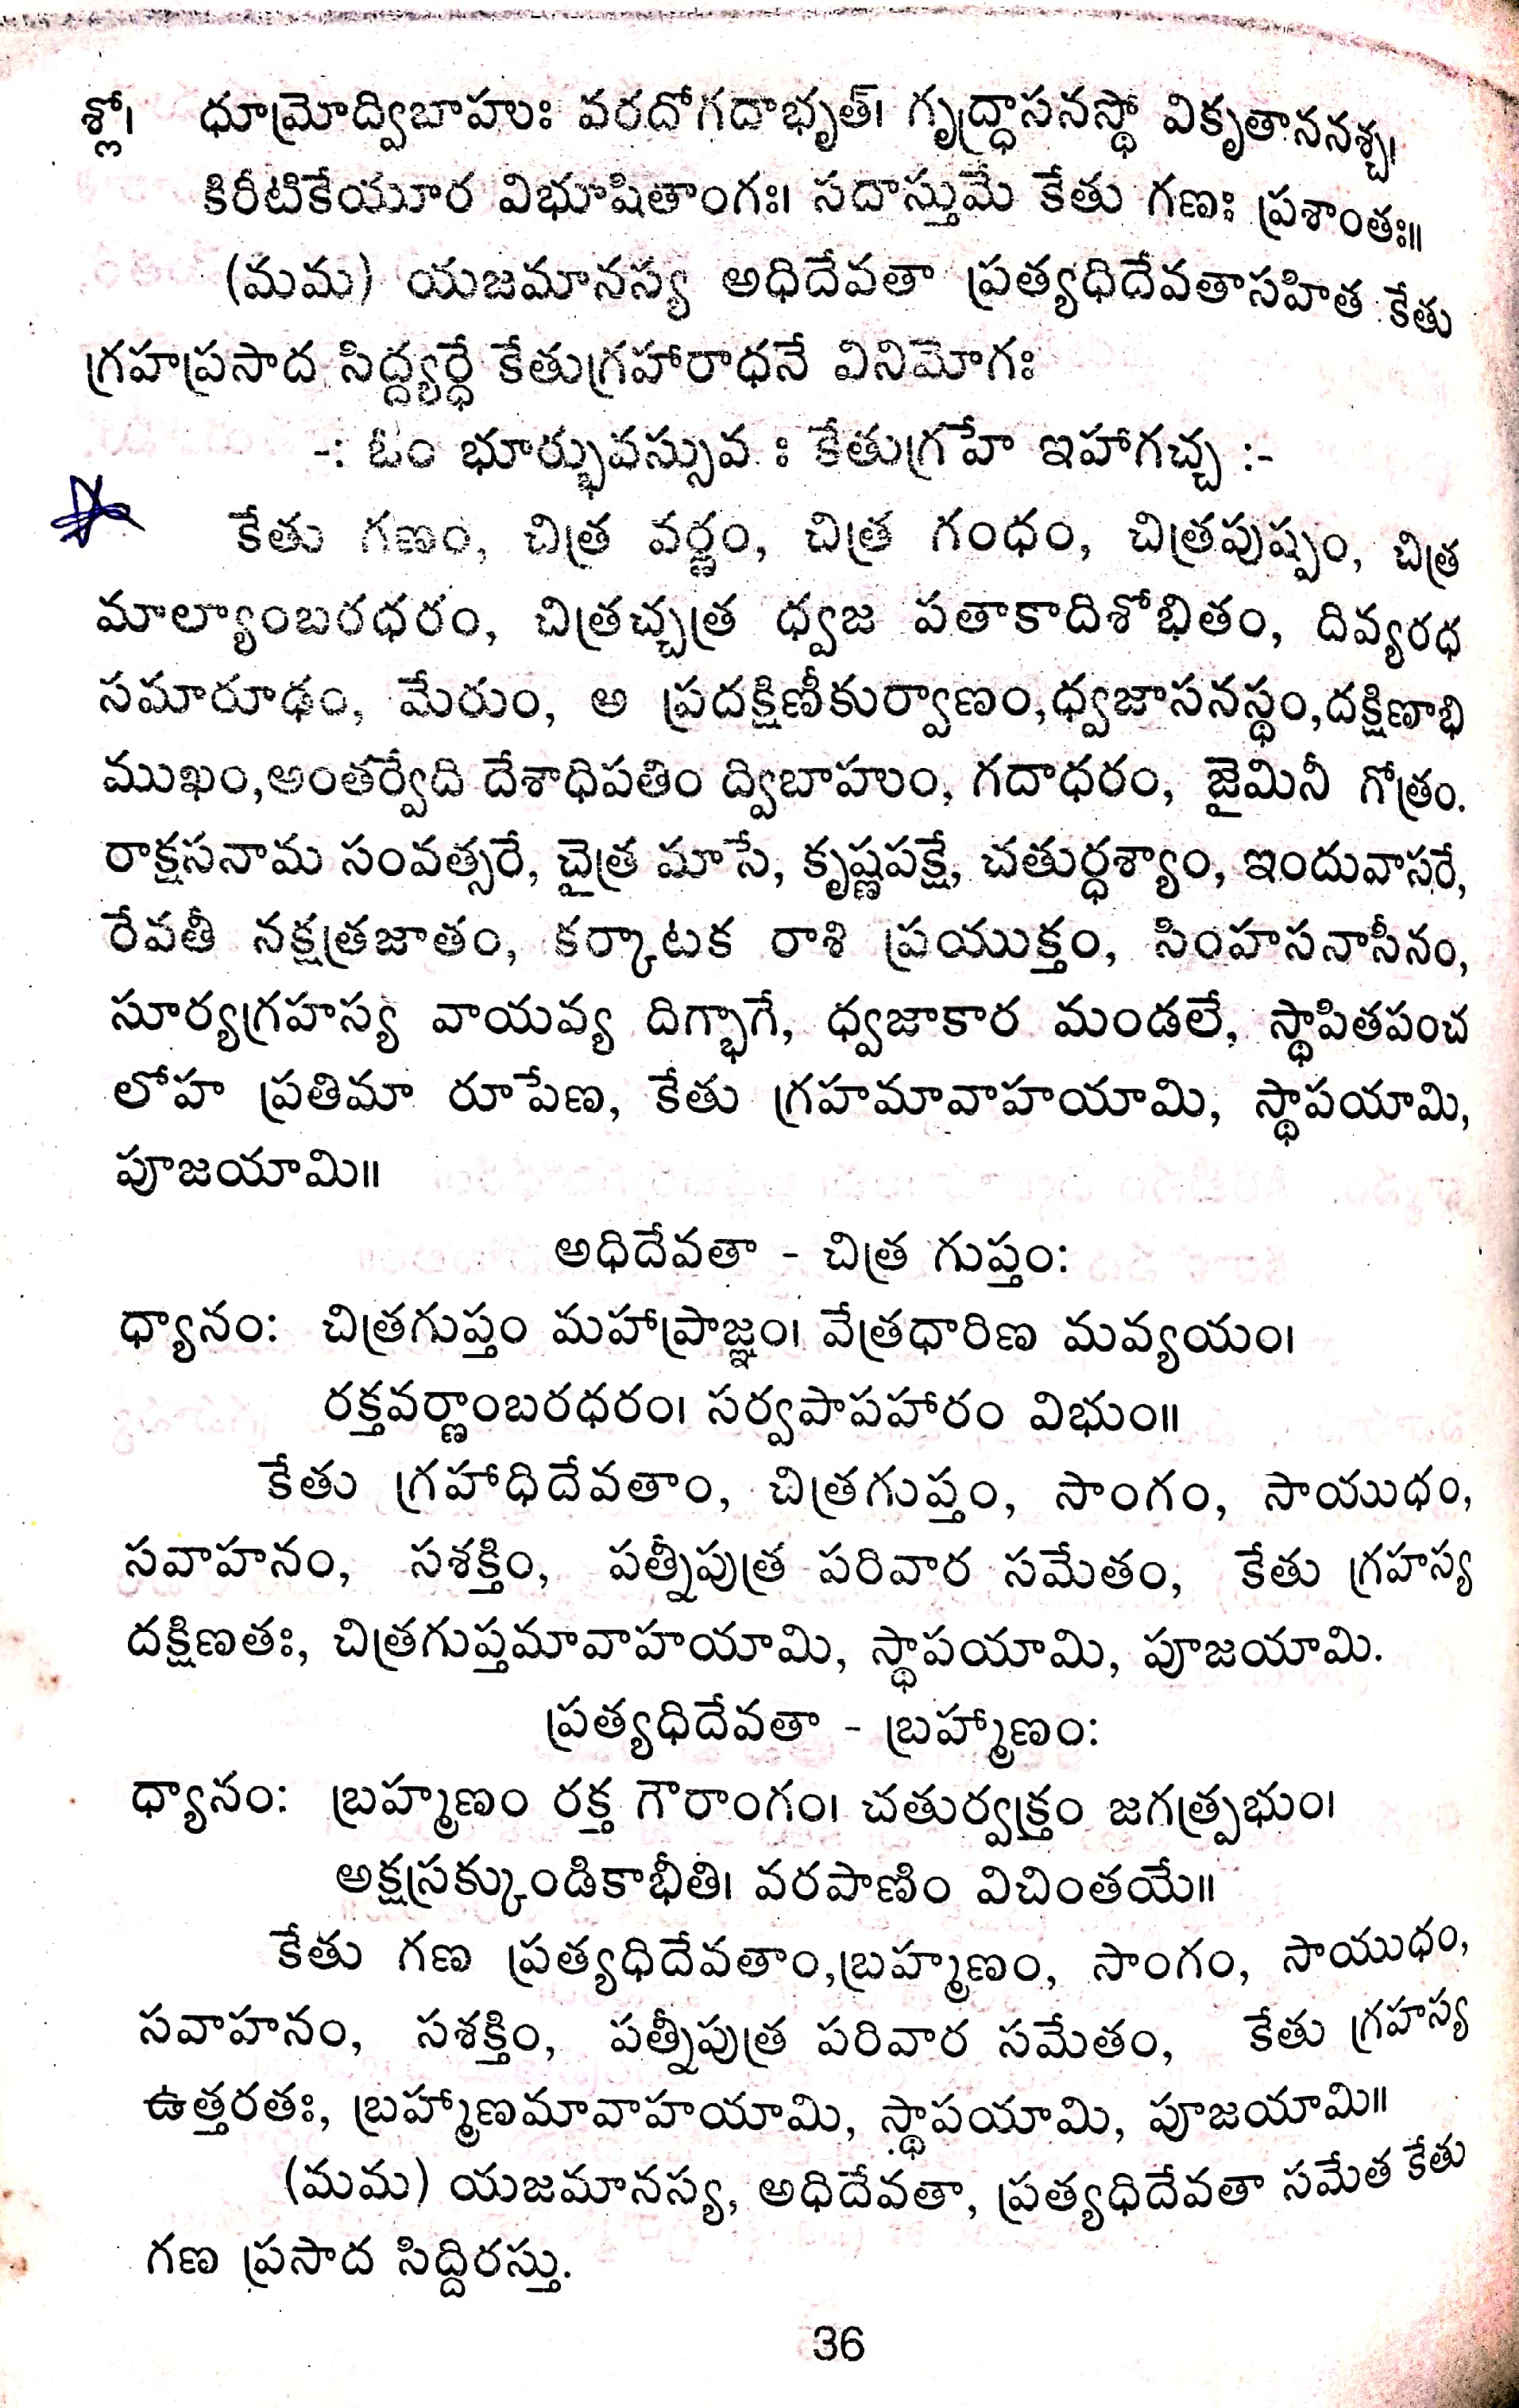 శ్లో॥ ధూమ్రోద్విబాహుః వరదోగదాభృత్। గృద్ధాసనస్థో వికృతాననశ్చ।
కిరీటికేయూర విభూషితాంగః। సదాస్తుమే కేతు గణః ప్రశాంతః॥
(మమ) యజమానస్య అధిదేవతా ప్రత్యధిదేవతాసహిత కేతు
గ్రహప్రసాద సిద్ద్యర్ధే కేతుగ్రహారాధనే వినియోగః
-: ఓం భూర్భువస్సువ ః కేతుగ్రహే ఇహాగచ్చ :-
కేతు గణం, చిత్ర వర్ణం, చిత్ర గంధం, చిత్రపుష్పం, చిత్ర
మాల్యాంబరధరం, చిత్రచ్ఛత్ర ధ్వజ పతాకాదిశోభితం, దివ్యరధ
సమారూఢం, మేరుం, అ ప్రదక్షిణీకుర్వాణం,ధ్వజాసనస్థం,దక్షిణాభి
ముఖం,అంతర్వేది దేశాధిపతిం ద్విబాహుం, గదాధరం, జైమినీ గోత్రం.
రాక్షసనామ సంవత్సరే, చైత్ర మాసే, కృష్ణపక్షే, చతుర్ధశ్యాం, ఇందువాసరే,
రేవతీ నక్షత్రజాతం, కర్కాటక రాశి ప్రయుక్తం, సింహసనాసీనం,
సూర్యగ్రహస్య వాయవ్య దిగ్భాగే, ధ్వజాకార మండలే, స్థాపితపంచ
లోహ ప్రతిమా రూపేణ, కేతు గ్రహమావాహయామి, స్థాపయామి,
పూజయామి॥
అధిదేవతా - చిత్ర గుప్తం:
ధ్యానం: చిత్రగుప్తం మహాప్రాజ్ఞం। వేత్రధారిణ మవ్యయం।
రక్తవర్ణాంబరధరం। సర్వపాపహారం విభుం॥
కేతు గ్రహాధిదేవతాం, చిత్రగుప్తం, సాంగం, సాయుధం,
సవాహనం, సశక్తిం, పత్నీపుత్ర పరివార సమేతం, కేతు గ్రహస్య
దక్షిణతః, చిత్రగుప్తమావాహయామి, స్థాపయామి, పూజయామి.
ప్రత్యధిదేవతా - బ్రహ్మాణం:
ధ్యానం: బ్రహ్మణం రక్త గౌరాంగం। చతుర్వక్త్రం జగత్ప్రభుం।
అక్షస్రక్కుండికాభీతి। వరపాణిం విచింతయే॥
కేతు గణ ప్రత్యధిదేవతాం,బ్రహ్మణం, సాంగం, సాయుధం,
సవాహనం, సశక్తిం, పత్నీపుత్ర పరివార సమేతం, కేతు గ్రహస్య
ఉత్తరతః, బ్రహ్మాణమావాహయామి, స్థాపయామి, పూజయామి॥
(మమ) యజమానస్య, అధిదేవతా, ప్రత్యధిదేవతా సమేత కేతు
గణ ప్రసాద సిద్దిరస్తు.
36